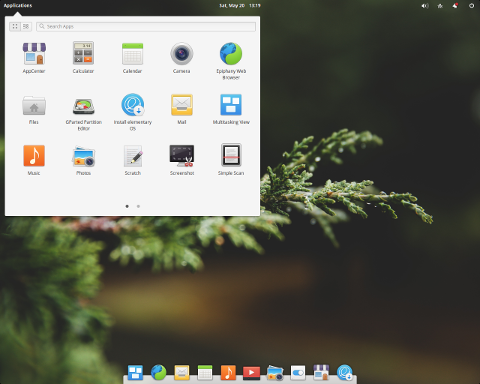 Applications
Sat, May 20 13:19
Search Apps
AppCenter
Calculator
Calendar
Camera
Epiphany Web
Browser
Files
GParted Partition
Editor
Install elementary
OS
Mail
Multitasking View
Music
Photos
Scratch
Screenshot
Simple Scan